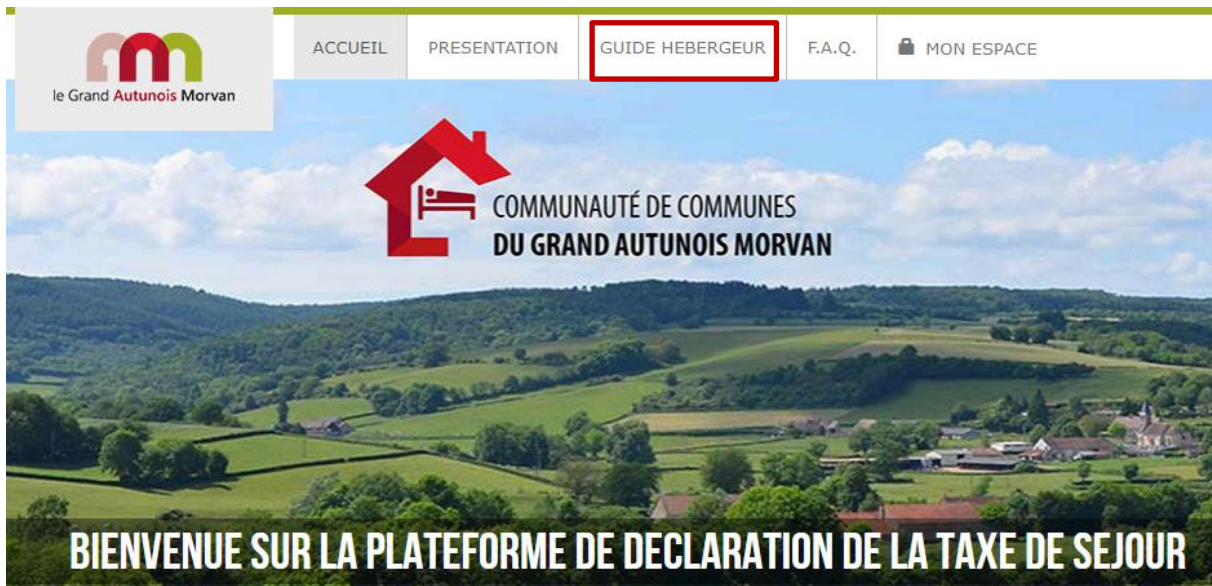 ACCUEIL PRESENTATION GUIDE HEBERGEUR F.A.Q. MON ESPACE
le Grand Autunois Morvan
COMMUNAUTÉ DE COMMUNES
DU GRAND AUTUNOIS MORVAN
BIENVENUE SUR LA PLATEFORME DE DECLARATION DE LA TAXE DE SEJOUR